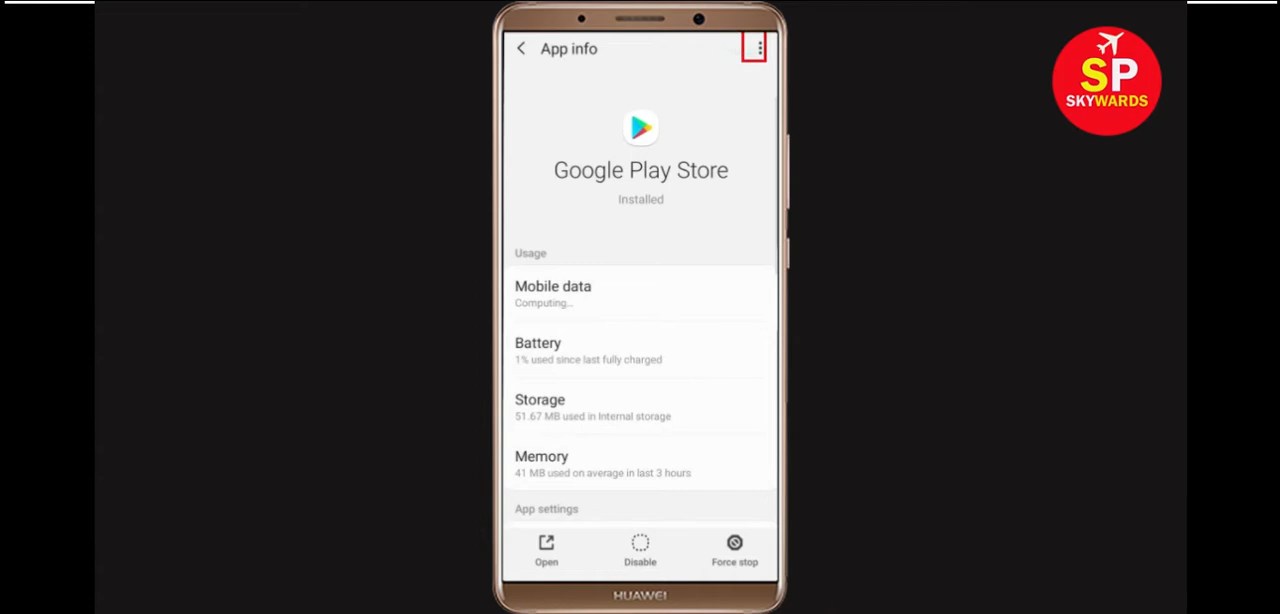 App info
SP
SKYWARDS
Google Play Store
Installed
Usage
Mobile data
Computing...
Battery
1% used since last fully charged
Storage
51.67 MB used in Internal storage
Memory
41 MB used on average in last 3 hours
App settings
Open
Disable
Force stop
HUAWEI